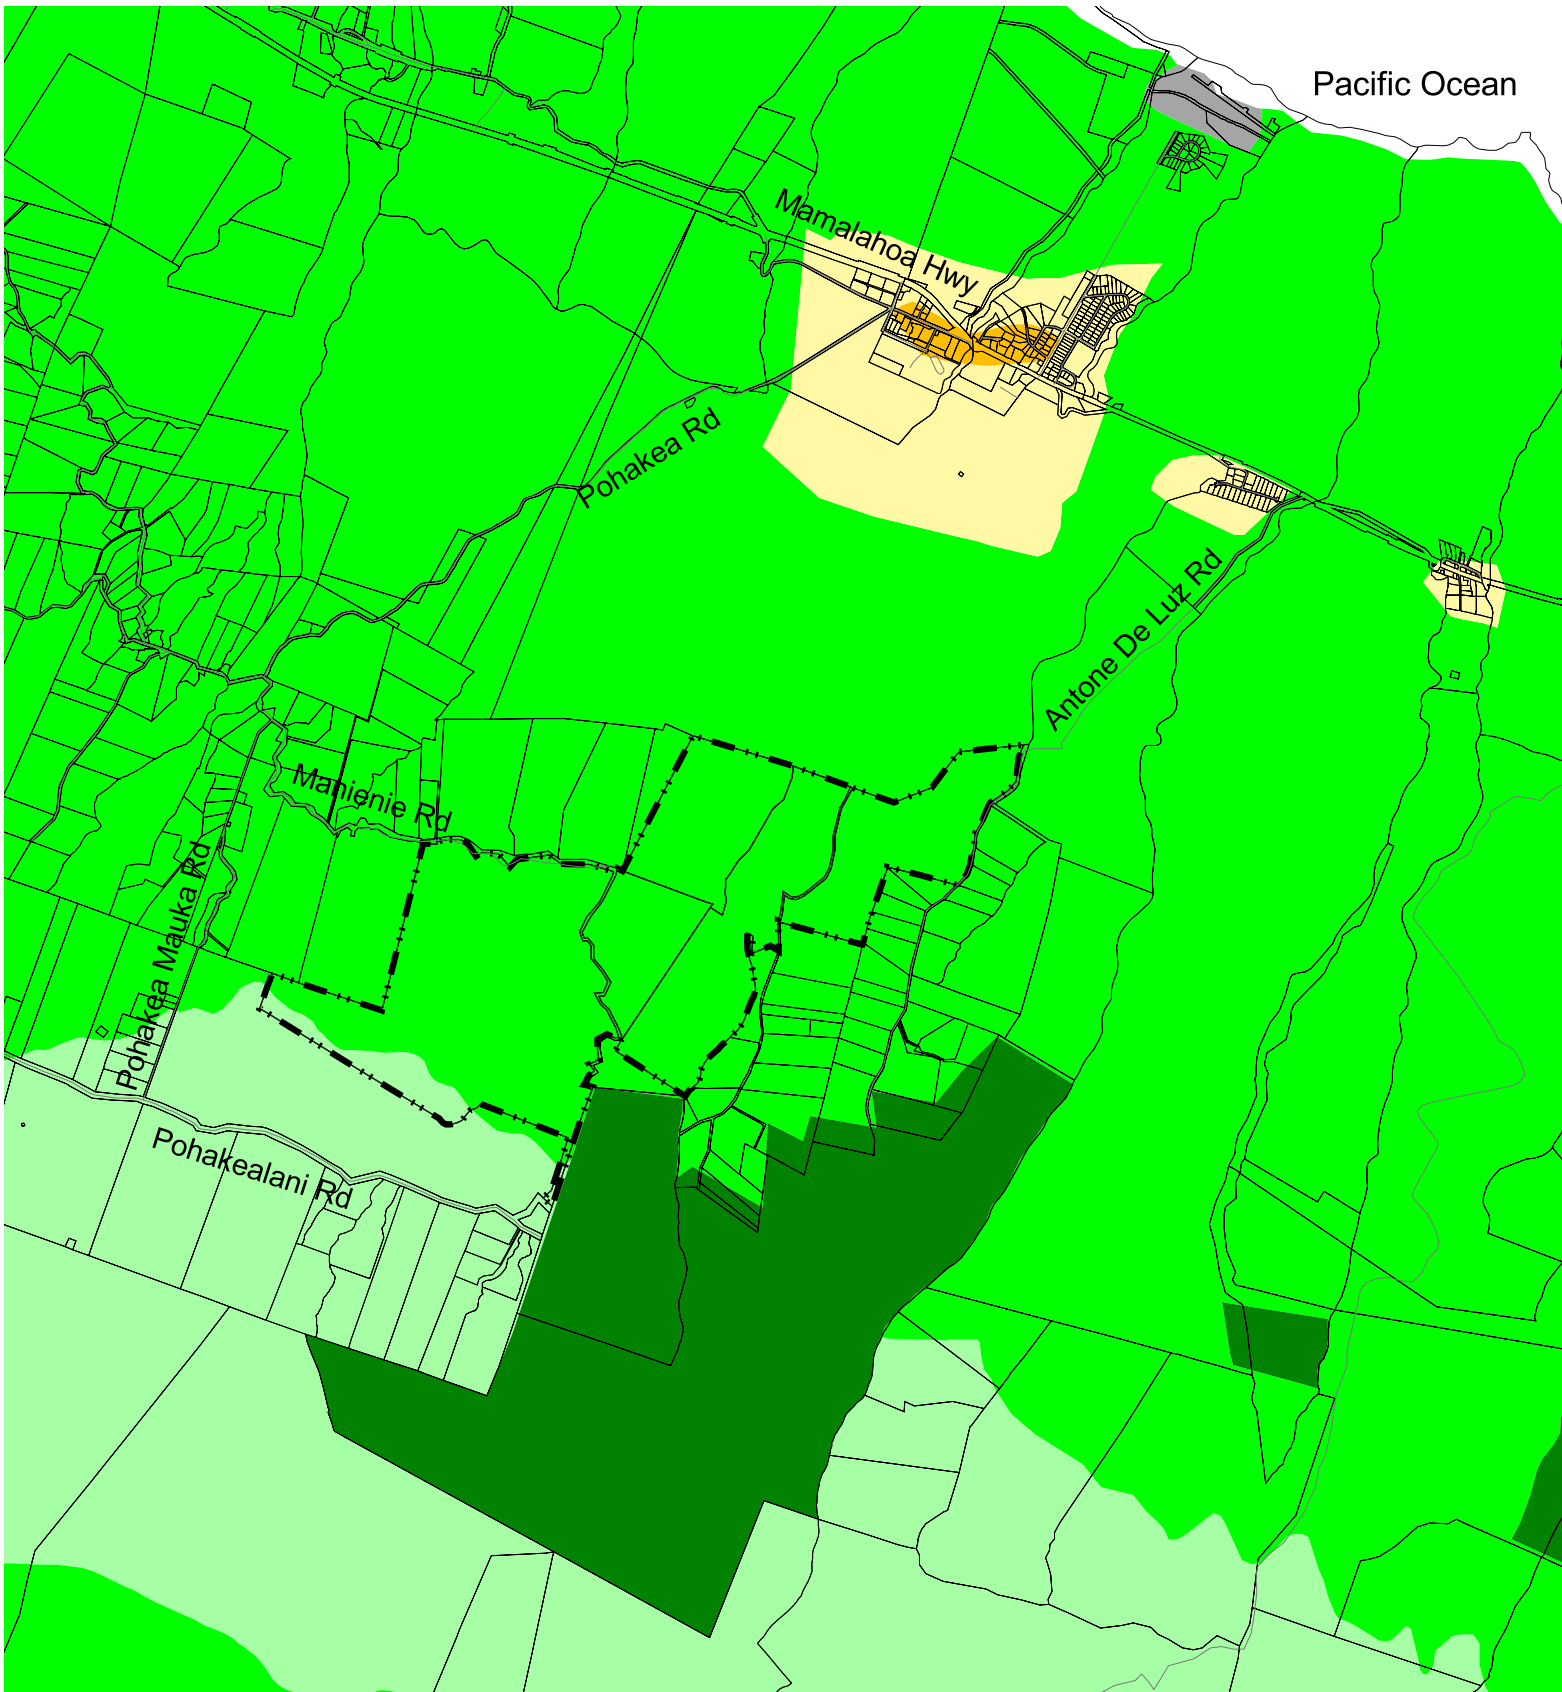 Pacific Ocean
Mamalahoa Hwy
Pohakea Rd
Antone De Luz Rd
Manienie Rd
Pohakea Mauka Rd
Pohakealani Rd